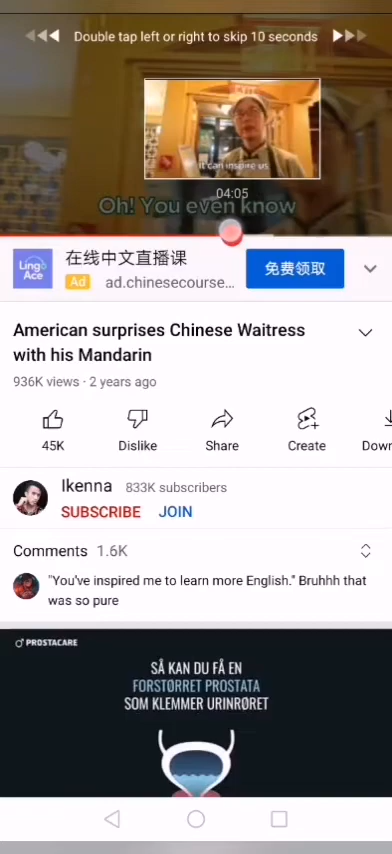 Double tap left or right to skip 10 seconds
It can inspire us
04:05
Oh! You even know
Lingo
Ace
在线中文直播课
免费领取
Ad ad.chinesecourse...
American surprises Chinese Waitress
with his Mandarin
936K views · 2 years ago
45K
Dislike
Share
Create
Down
Ikenna 833K subscribers
SUBSCRIBE JOIN
Comments 1.6K
"You've inspired me to learn more English." Bruhhh that
was so pure
PROSTACARE
SÅ KAN DU FÅ EN
FORSTØRRET PROSTATA
SOM KLEMMER URINRØRET